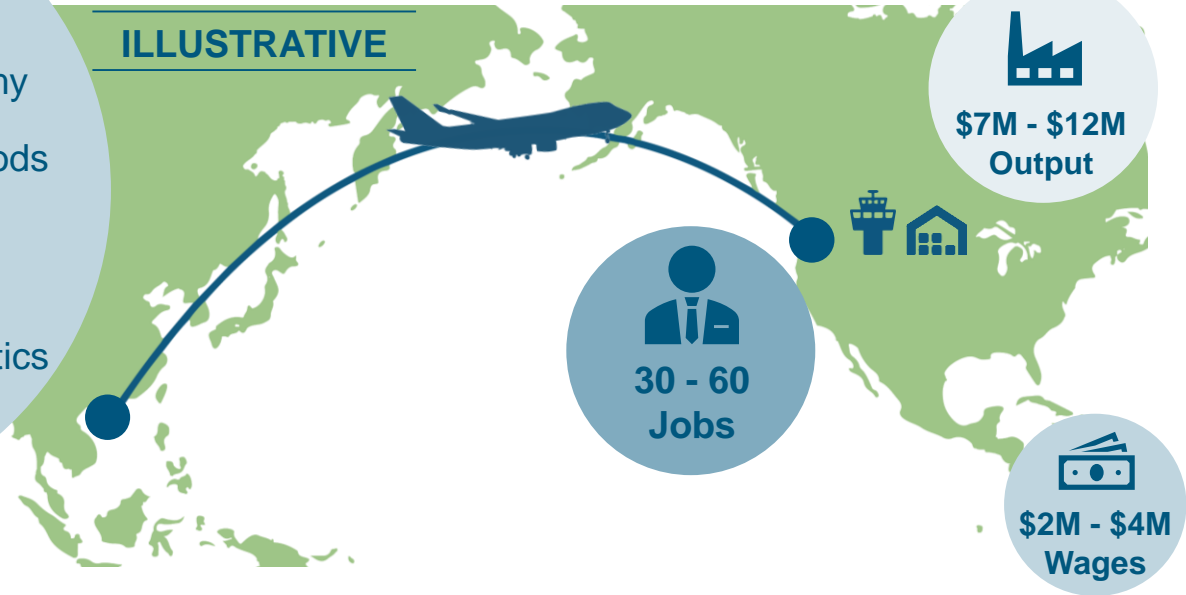 ILLUSTRATIVE
$7M - $12M
Output
30 - 60
Jobs
$2M - $4M
Wages